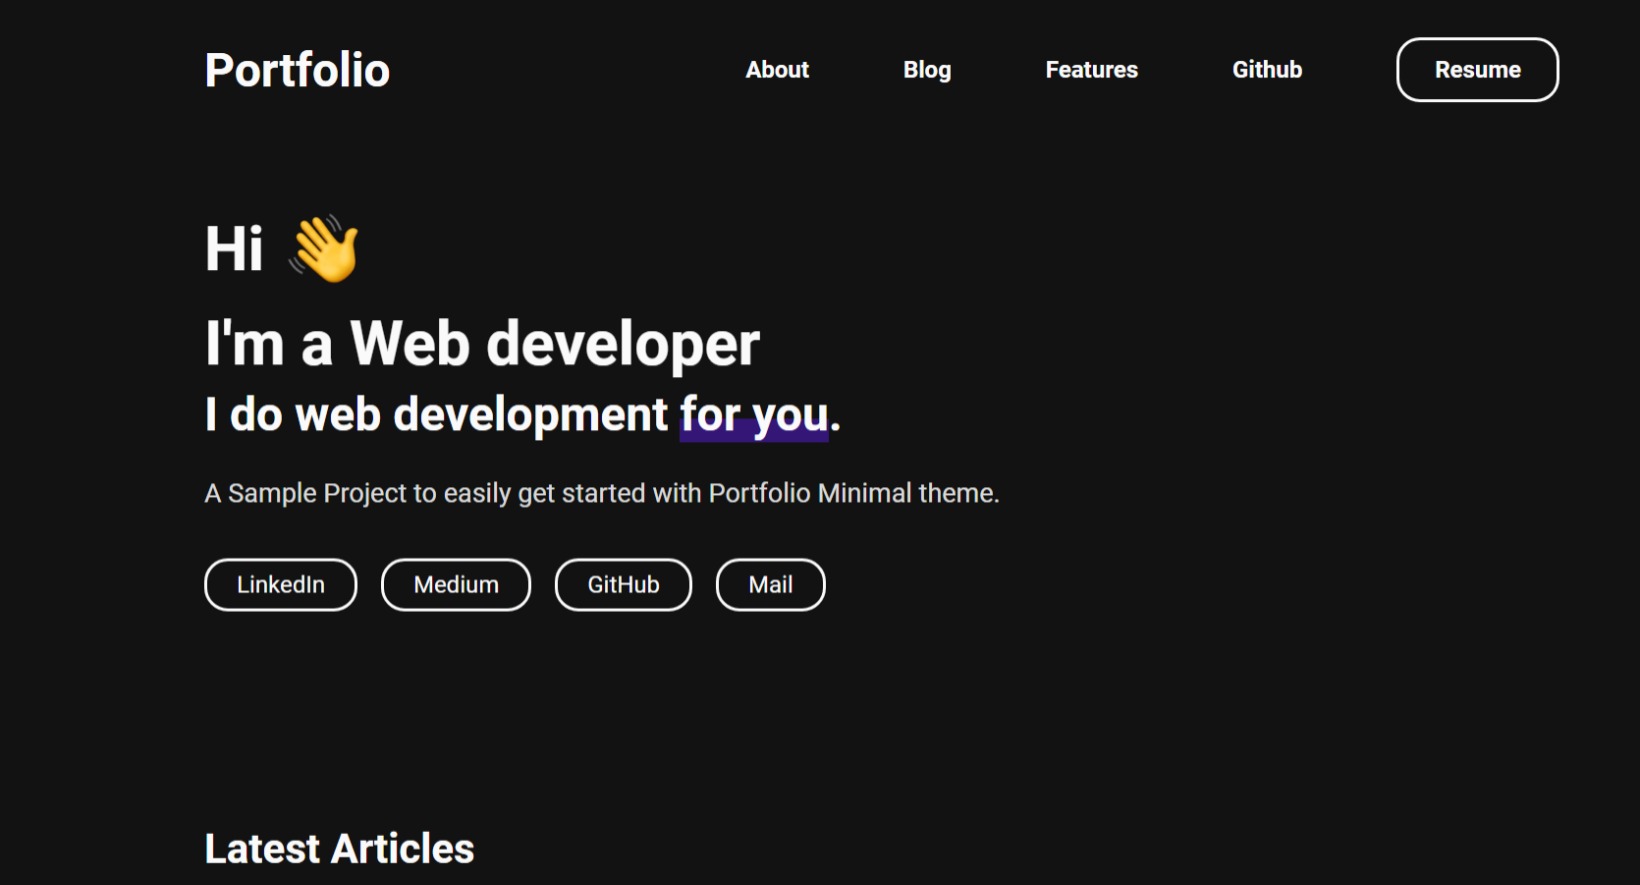 Portfolio
About Blog Features Github Resume
Hi 👋
I'm a Web developer
I do web development for you.
A Sample Project to easily get started with Portfolio Minimal theme.
LinkedIn Medium GitHub Mail
Latest Articles